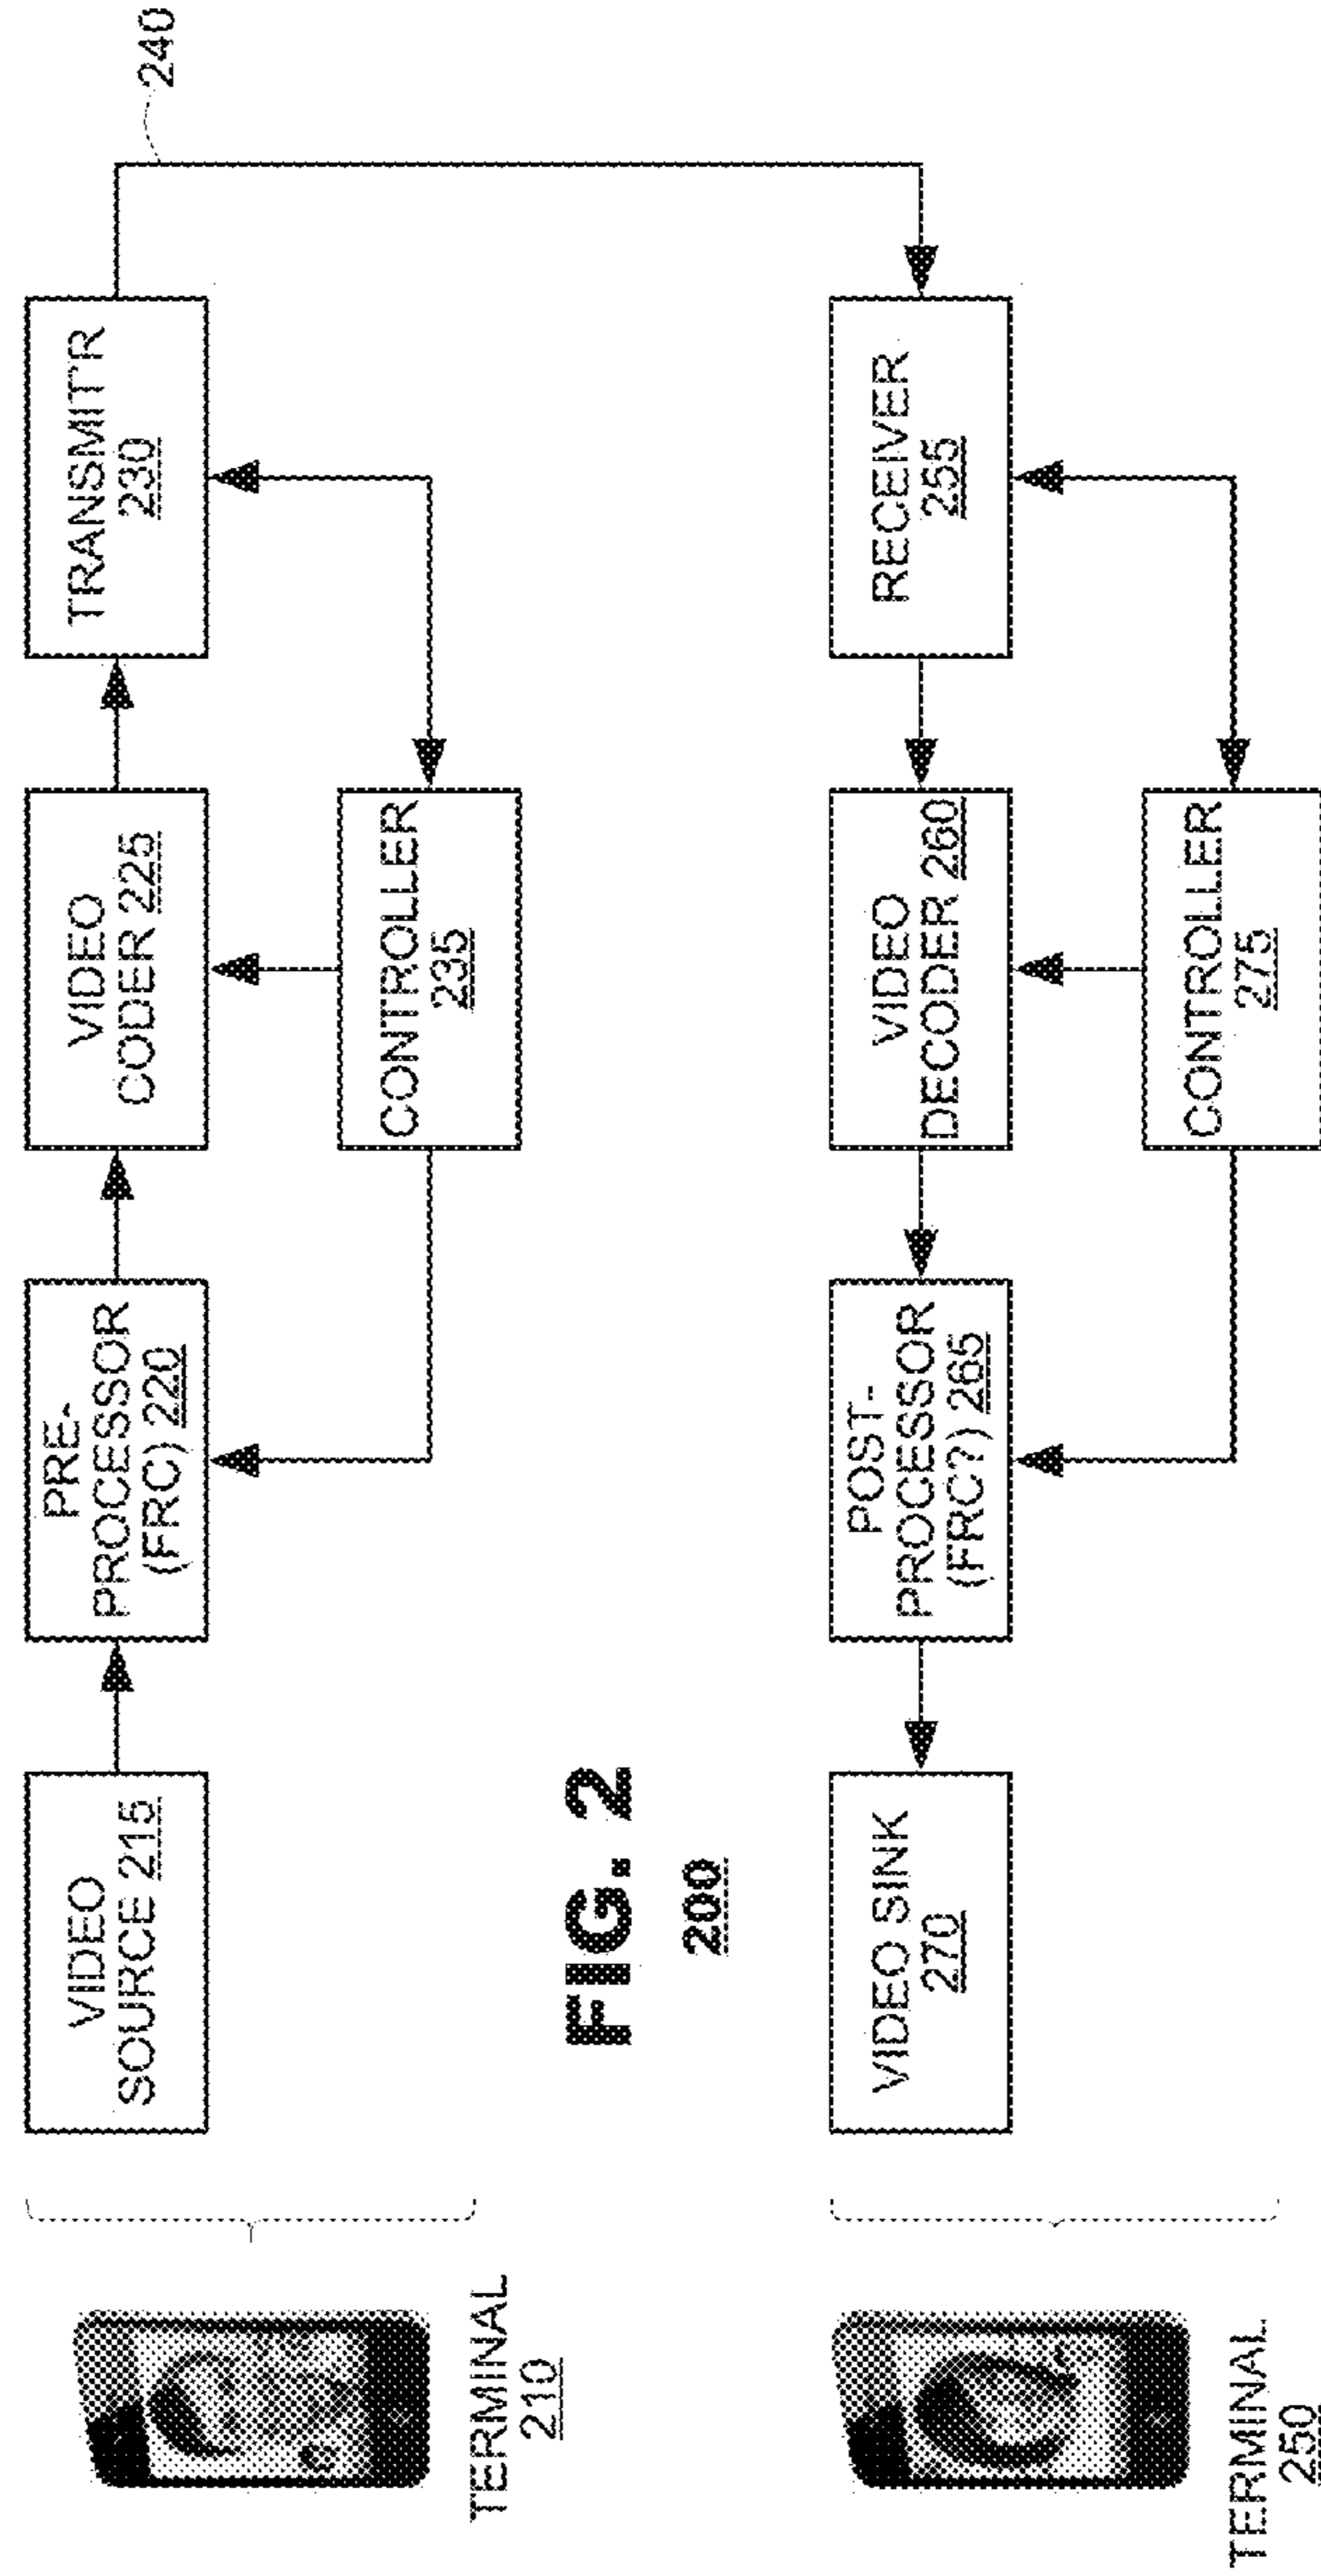 TERMINAL
210
VIDEO
SOURCE 215
PRE-
PROCESSOR
(FRC) 220
VIDEO
CODER 225
TRANSMIT'R
230
CONTROLLER
235
240
FIG. 2
200
TERMINAL
250
VIDEO SINK
270
POST-
PROCESSOR
(FRC?) 265
VIDEO
DECODER 260
RECEIVER
255
CONTROLLER
275